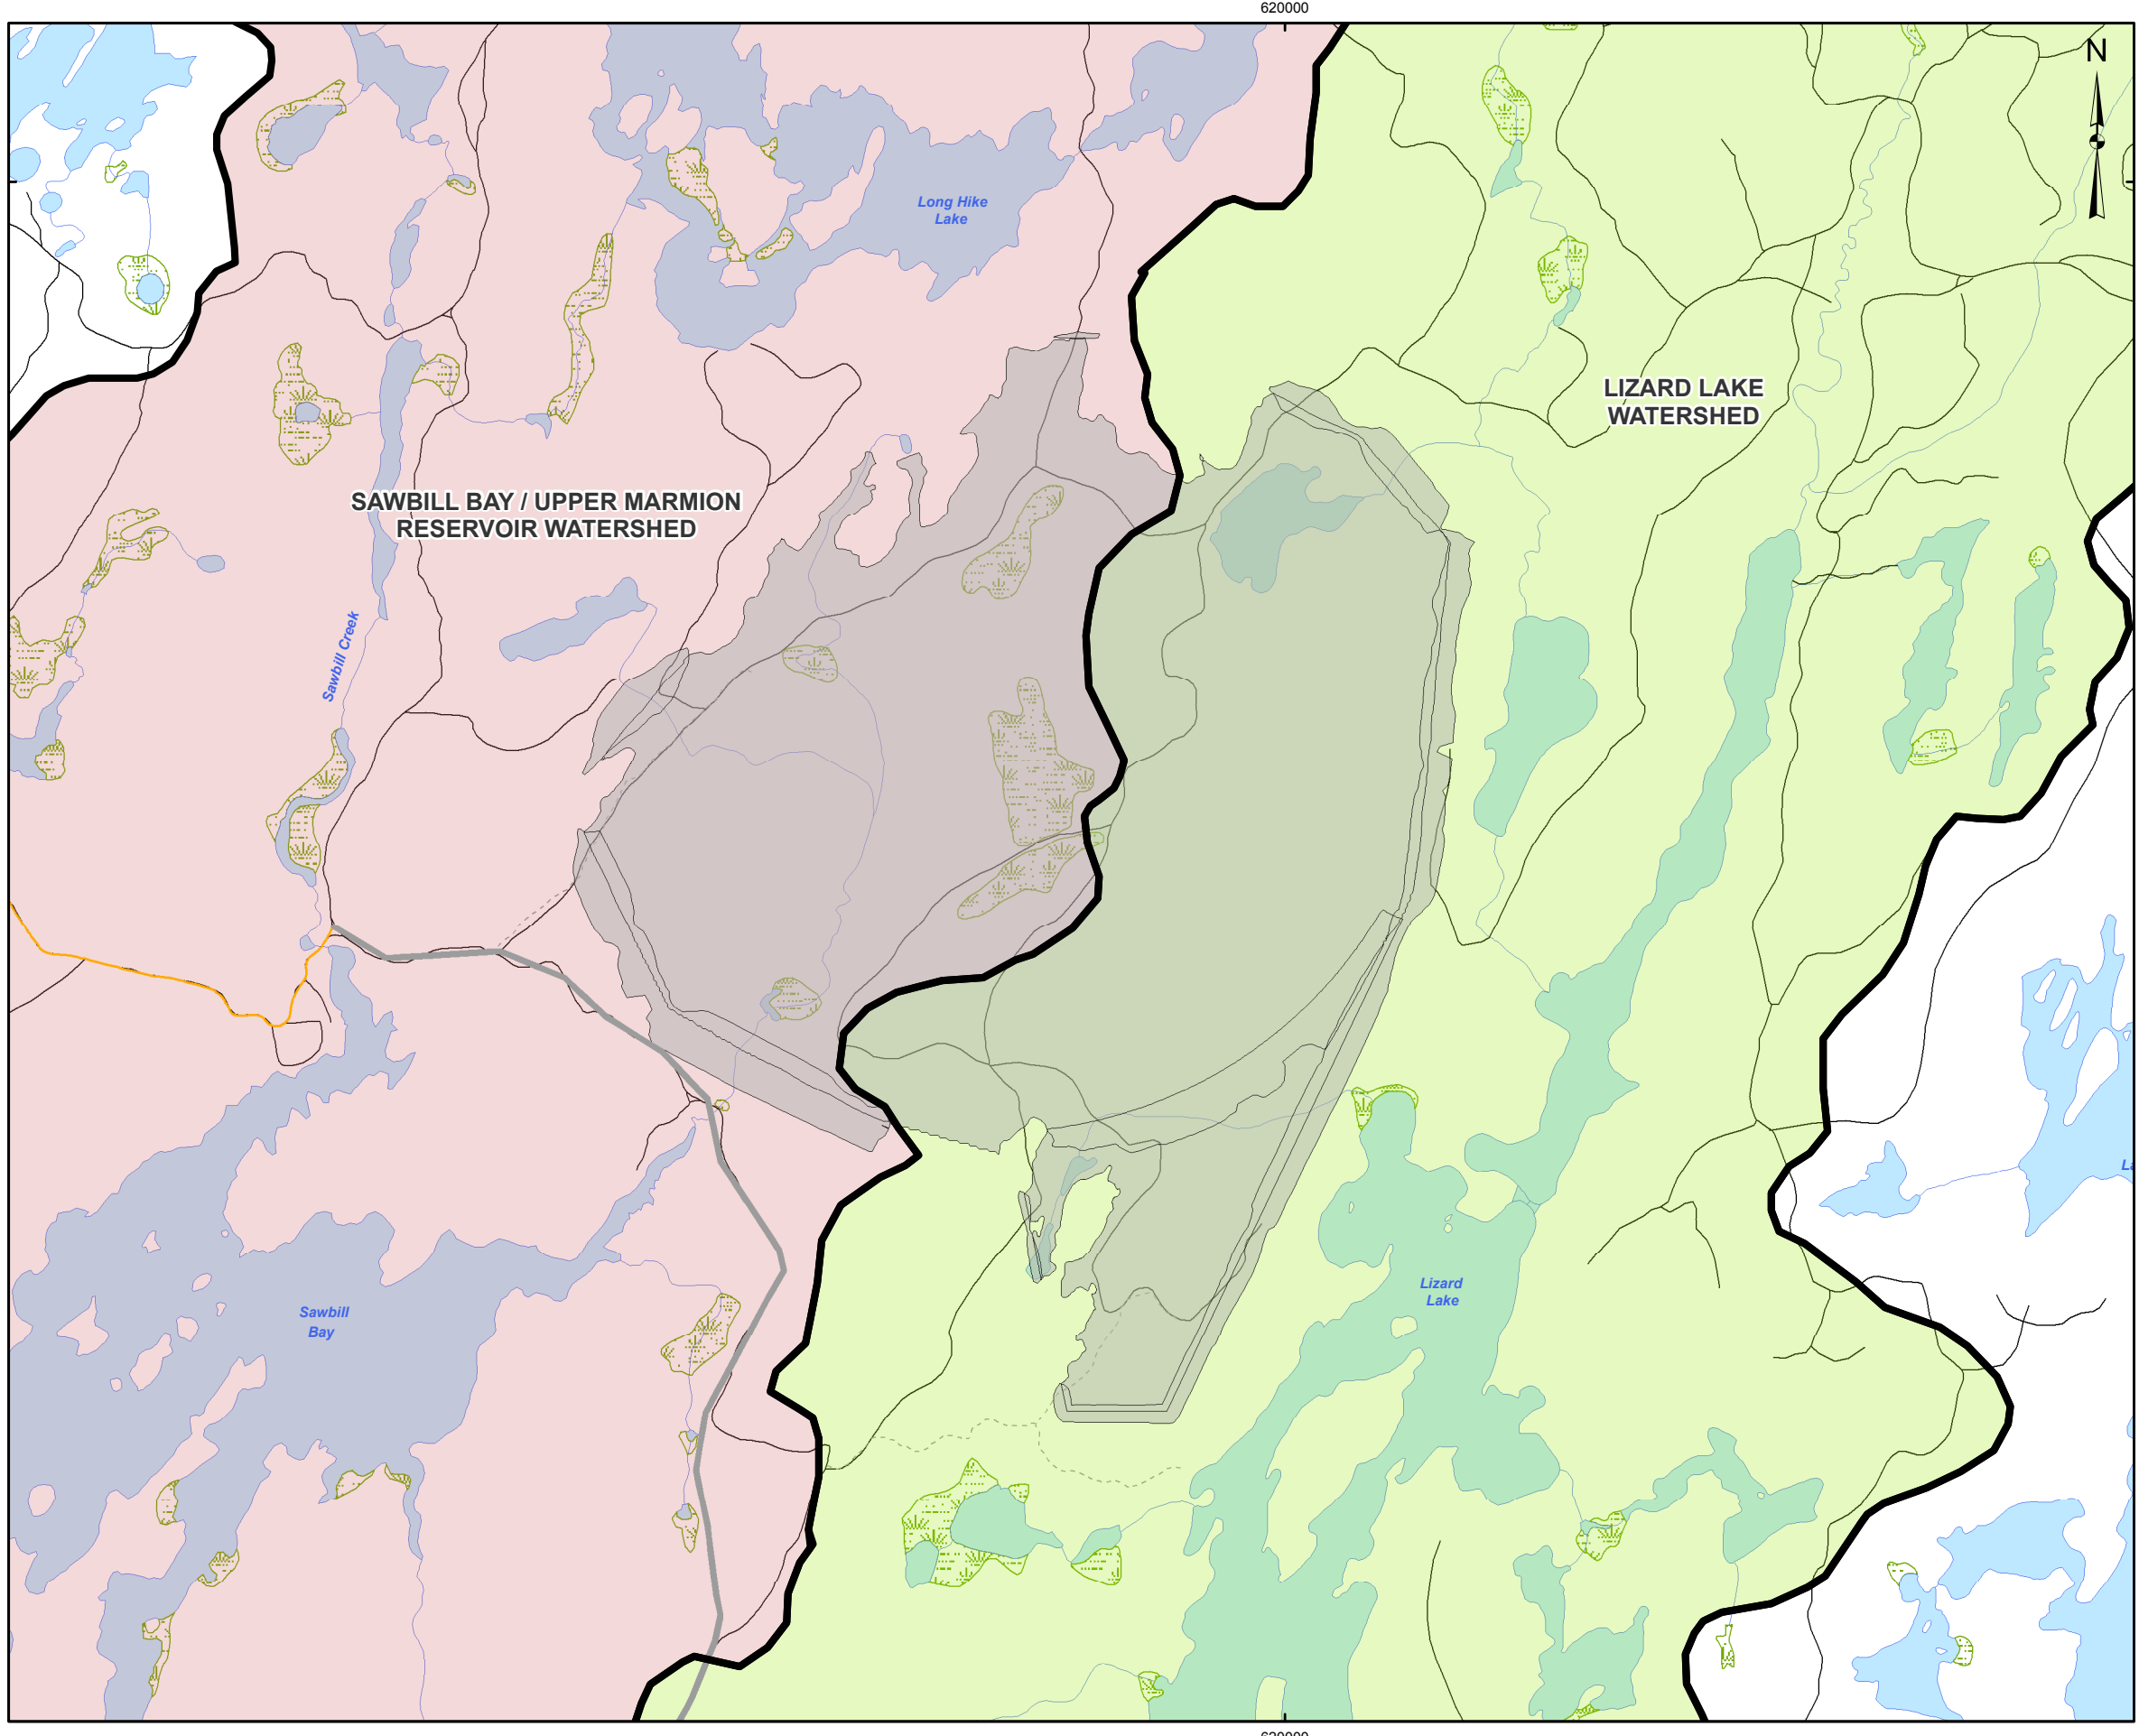 620000
N
Long Hike
Lake
LIZARD LAKE
WATERSHED
SAWBILL BAY / UPPER MARMION
RESERVOIR WATERSHED
Sawbill Creek
Lizard
Lake
Sawbill
Bay
620000